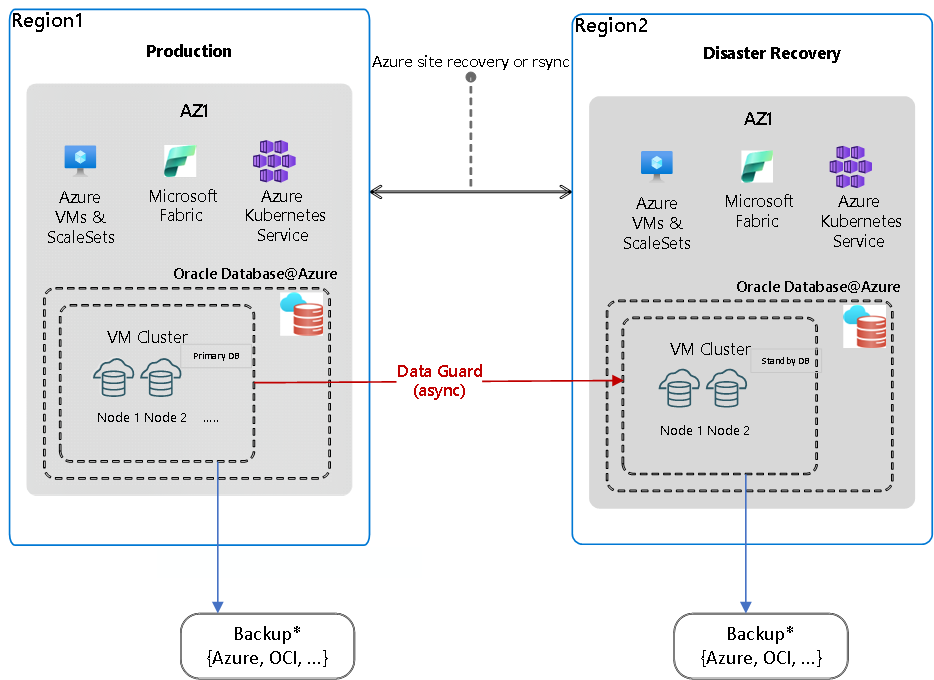 Region1
Production
AZ1
Azure
VMs &
ScaleSets
Microsoft
Fabric
Azure
Kubernetes
Service
Oracle Database@Azure
VM Cluster
Primary DB
Node 1 Node 2 .....
Backup*
{Azure, OCI, ...}
Azure site recovery or rsync
Data Guard
(async)
Region2
Disaster Recovery
AZ1
Azure
VMs &
ScaleSets
Microsoft
Fabric
Azure
Kubernetes
Service
Oracle Database@Azure
VM Cluster
Standby DB
Node 1 Node 2
Backup*
{Azure, OCI, ...}